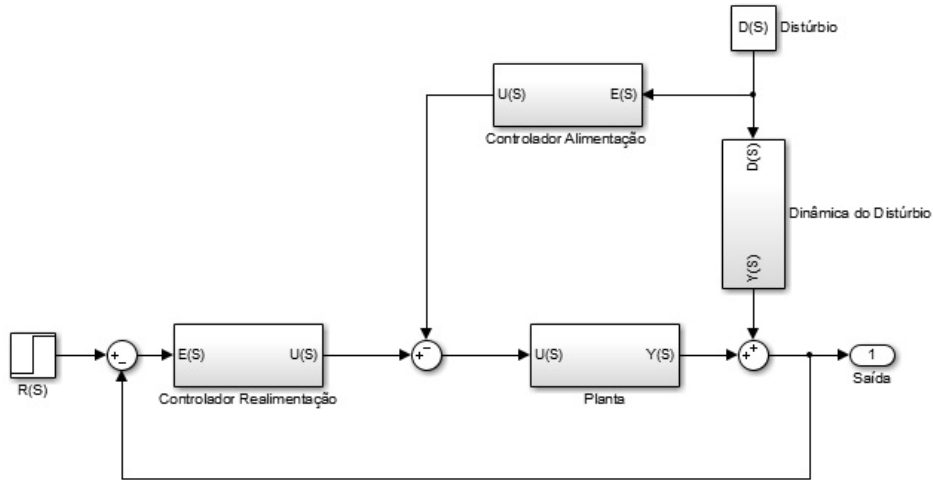 D(S) Distúrbio
U(S) E(S)
Controlador Alimentação
D(S)
Dinâmica do Distúrbio
Y(S)
R(S)
+
−
E(S) U(S)
Controlador Realimentação
+
−
U(S) Y(S)
Planta
+
+
1
Saída